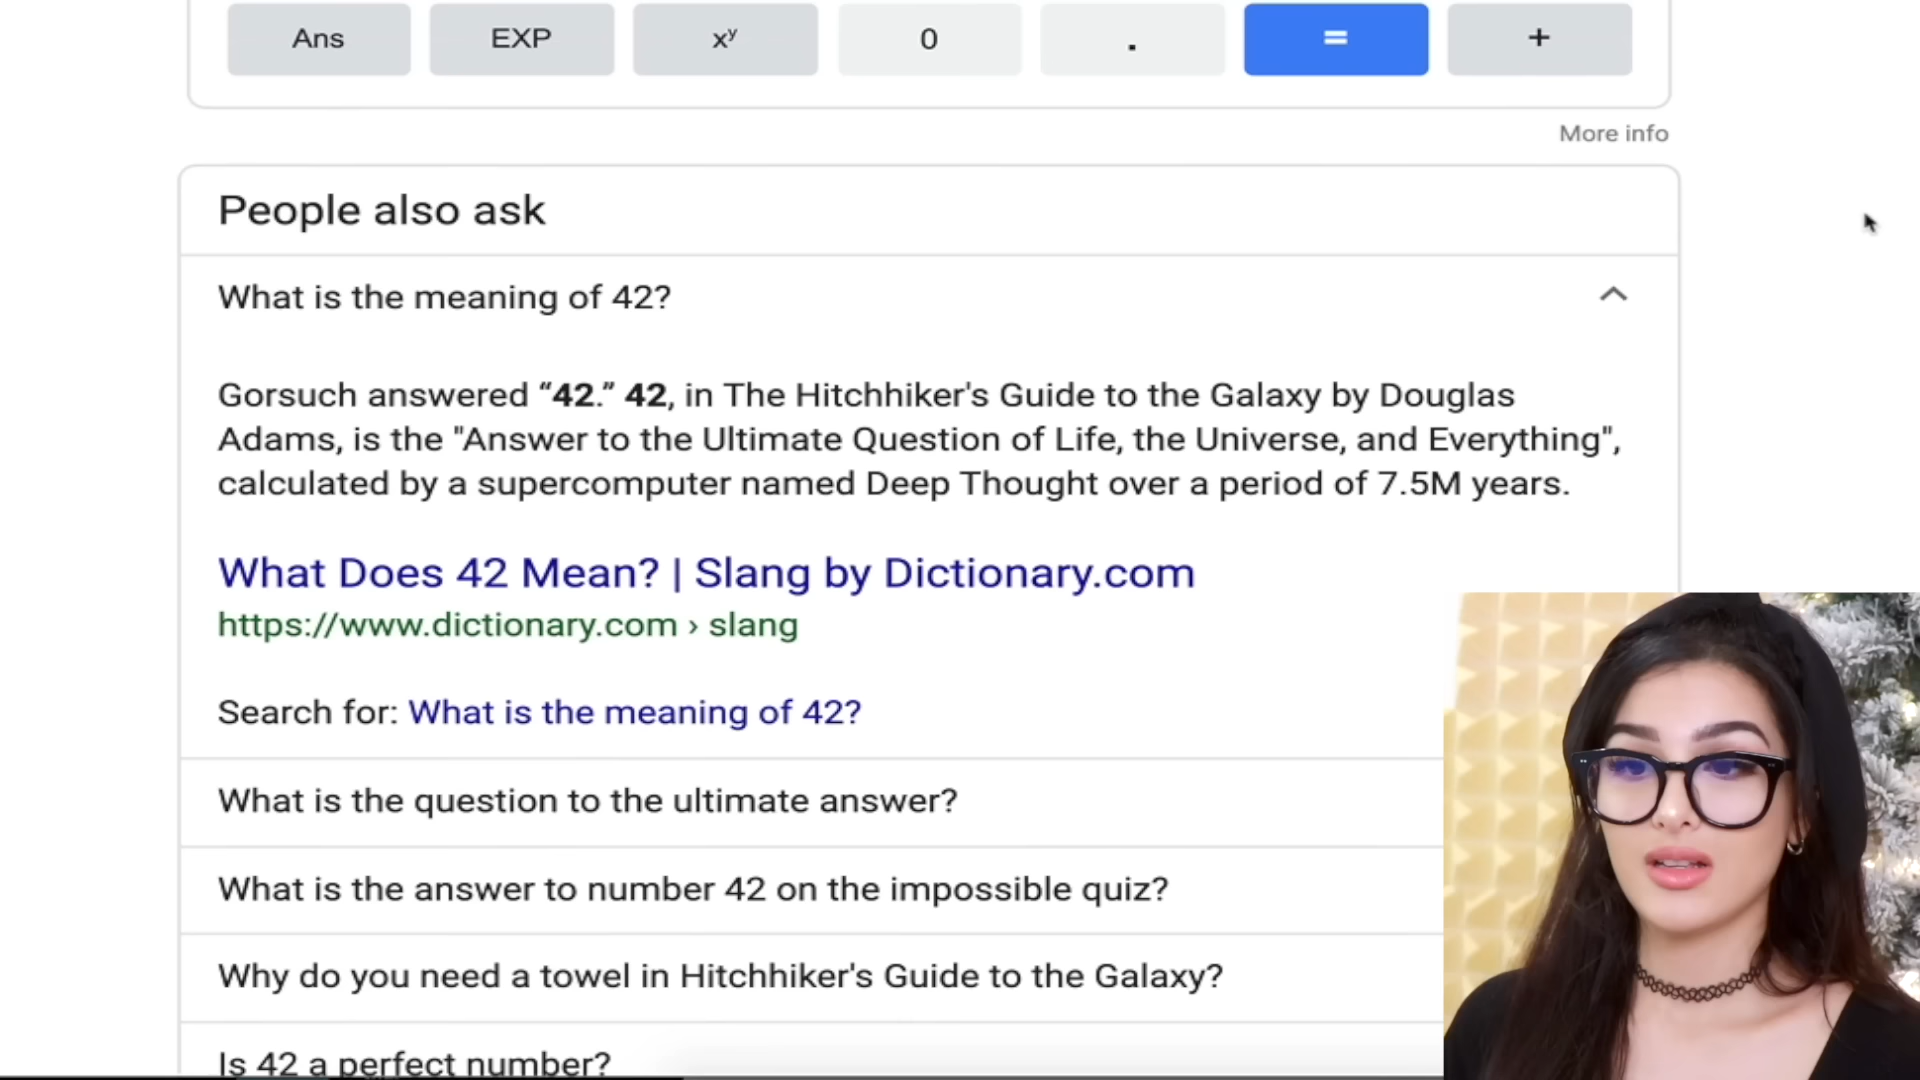 Ans EXP xʸ 0 . = +
More info
People also ask
What is the meaning of 42?
Gorsuch answered “42.” 42, in The Hitchhiker's Guide to the Galaxy by Douglas
Adams, is the "Answer to the Ultimate Question of Life, the Universe, and Everything",
calculated by a supercomputer named Deep Thought over a period of 7.5M years.
What Does 42 Mean? | Slang by Dictionary.com
https://www.dictionary.com › slang
Search for: What is the meaning of 42?
What is the question to the ultimate answer?
What is the answer to number 42 on the impossible quiz?
Why do you need a towel in Hitchhiker's Guide to the Galaxy?
Is 42 a perfect number?